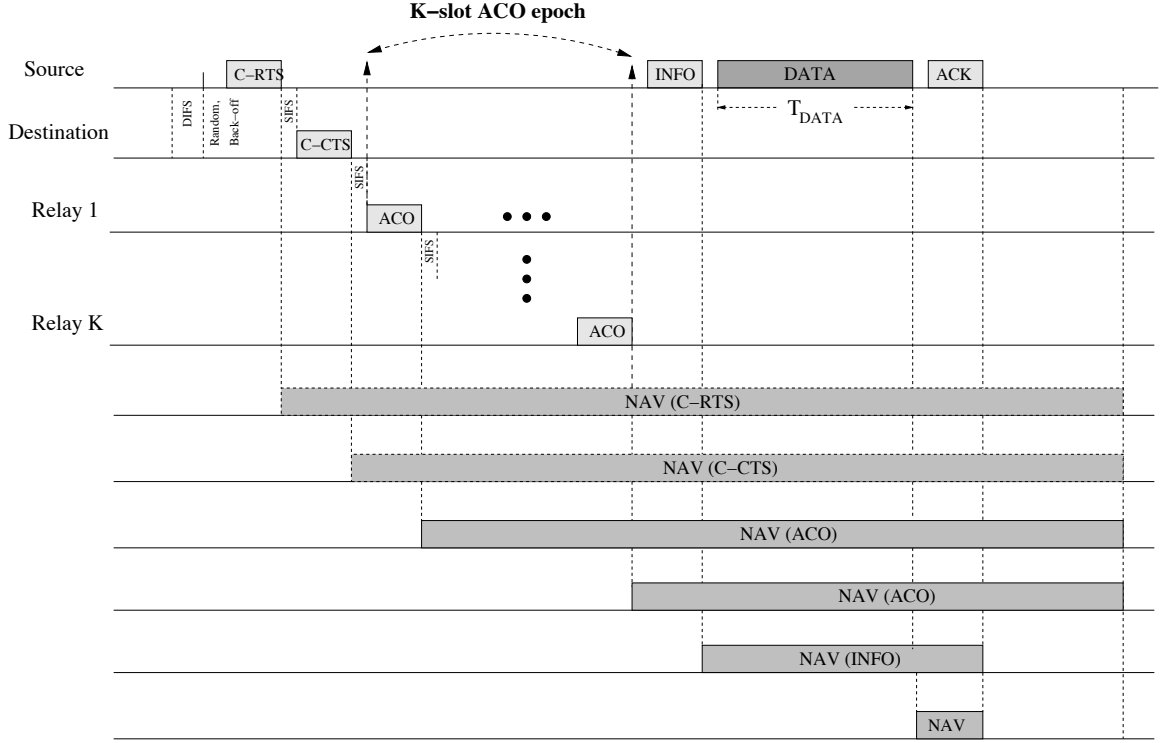 K−slot ACO epoch
Source
C−RTS
INFO
DATA
ACK
DIFS
Random,
Back−off
SIFS
T_DATA
Destination
C−CTS
SIFS
Relay 1
ACO
SIFS
Relay K
ACO
NAV (C−RTS)
NAV (C−CTS)
NAV (ACO)
NAV (ACO)
NAV (INFO)
NAV